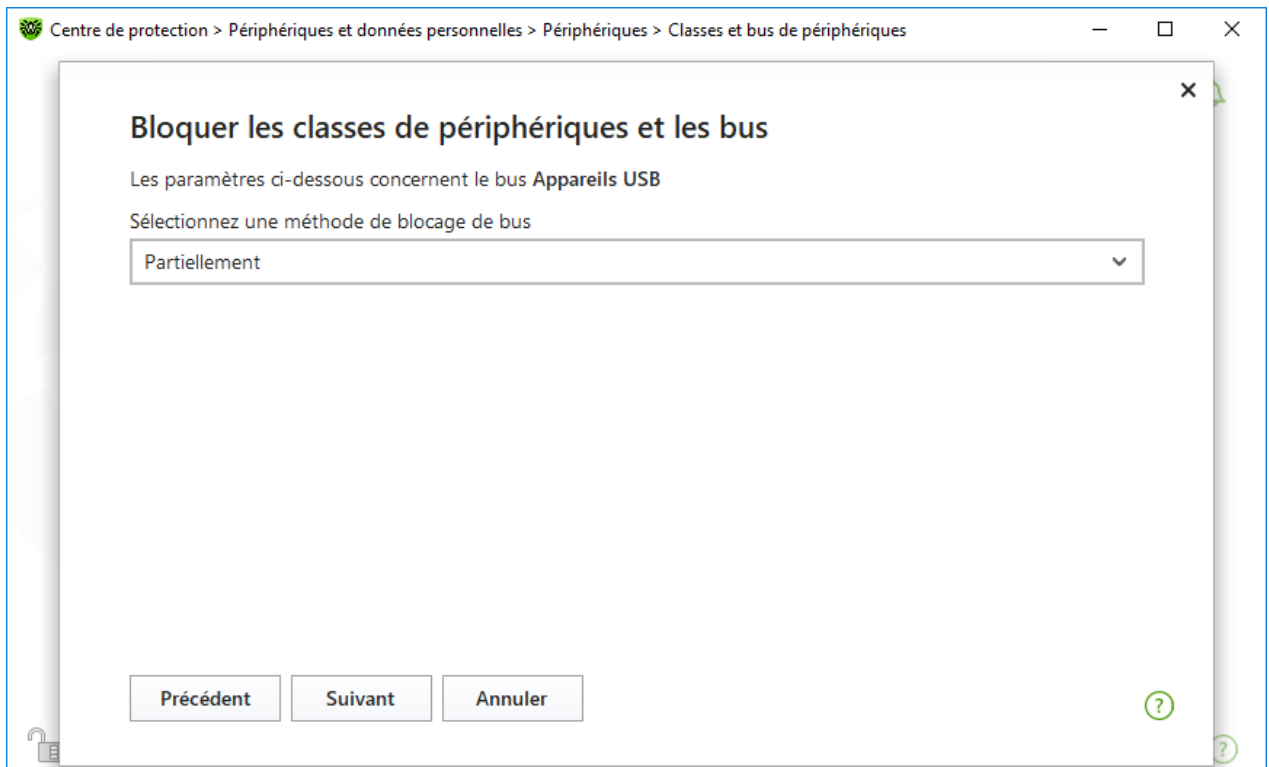 Centre de protection > Périphériques et données personnelles > Périphériques > Classes et bus de périphériques
Bloquer les classes de périphériques et les bus
Les paramètres ci-dessous concernent le bus Appareils USB
Sélectionnez une méthode de blocage de bus
Partiellement
Précédent Suivant Annuler
?
?